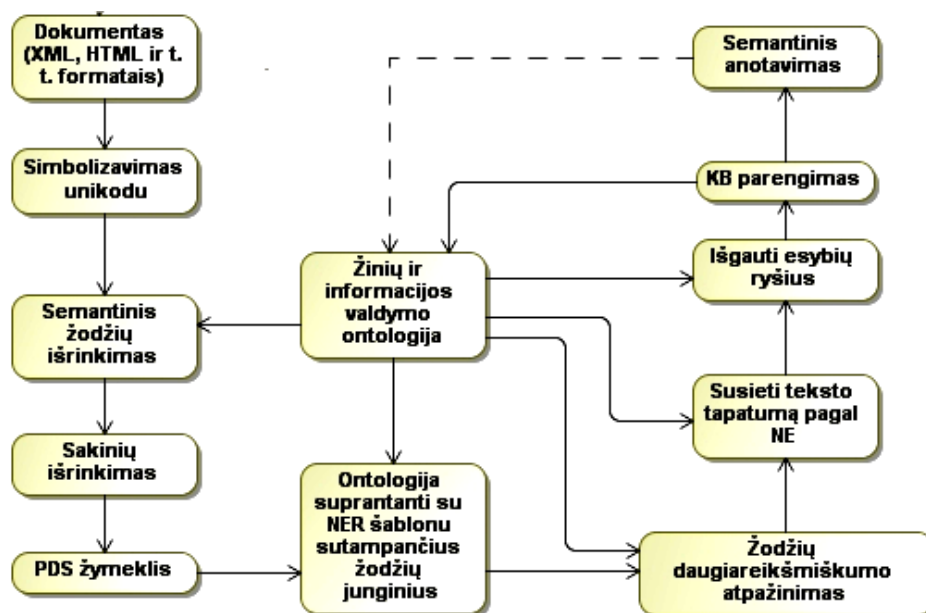 Dokumentas
(XML, HTML ir t.
t. formatais)
Simbolizavimas
unikodu
Semantinis
žodžių
išrinkimas
Sakinių
išrinkimas
PDS žymeklis
Žinių ir
informacijos
valdymo
ontologija
Ontologija
suprantanti su
NER šablonu
sutampančius
žodžių
junginius
Semantinis
anotavimas
KB parengimas
Išgauti esybių
ryšius
Susieti teksto
tapatumą pagal
NE
Žodžių
daugiareikšmiškumo
atpažinimas